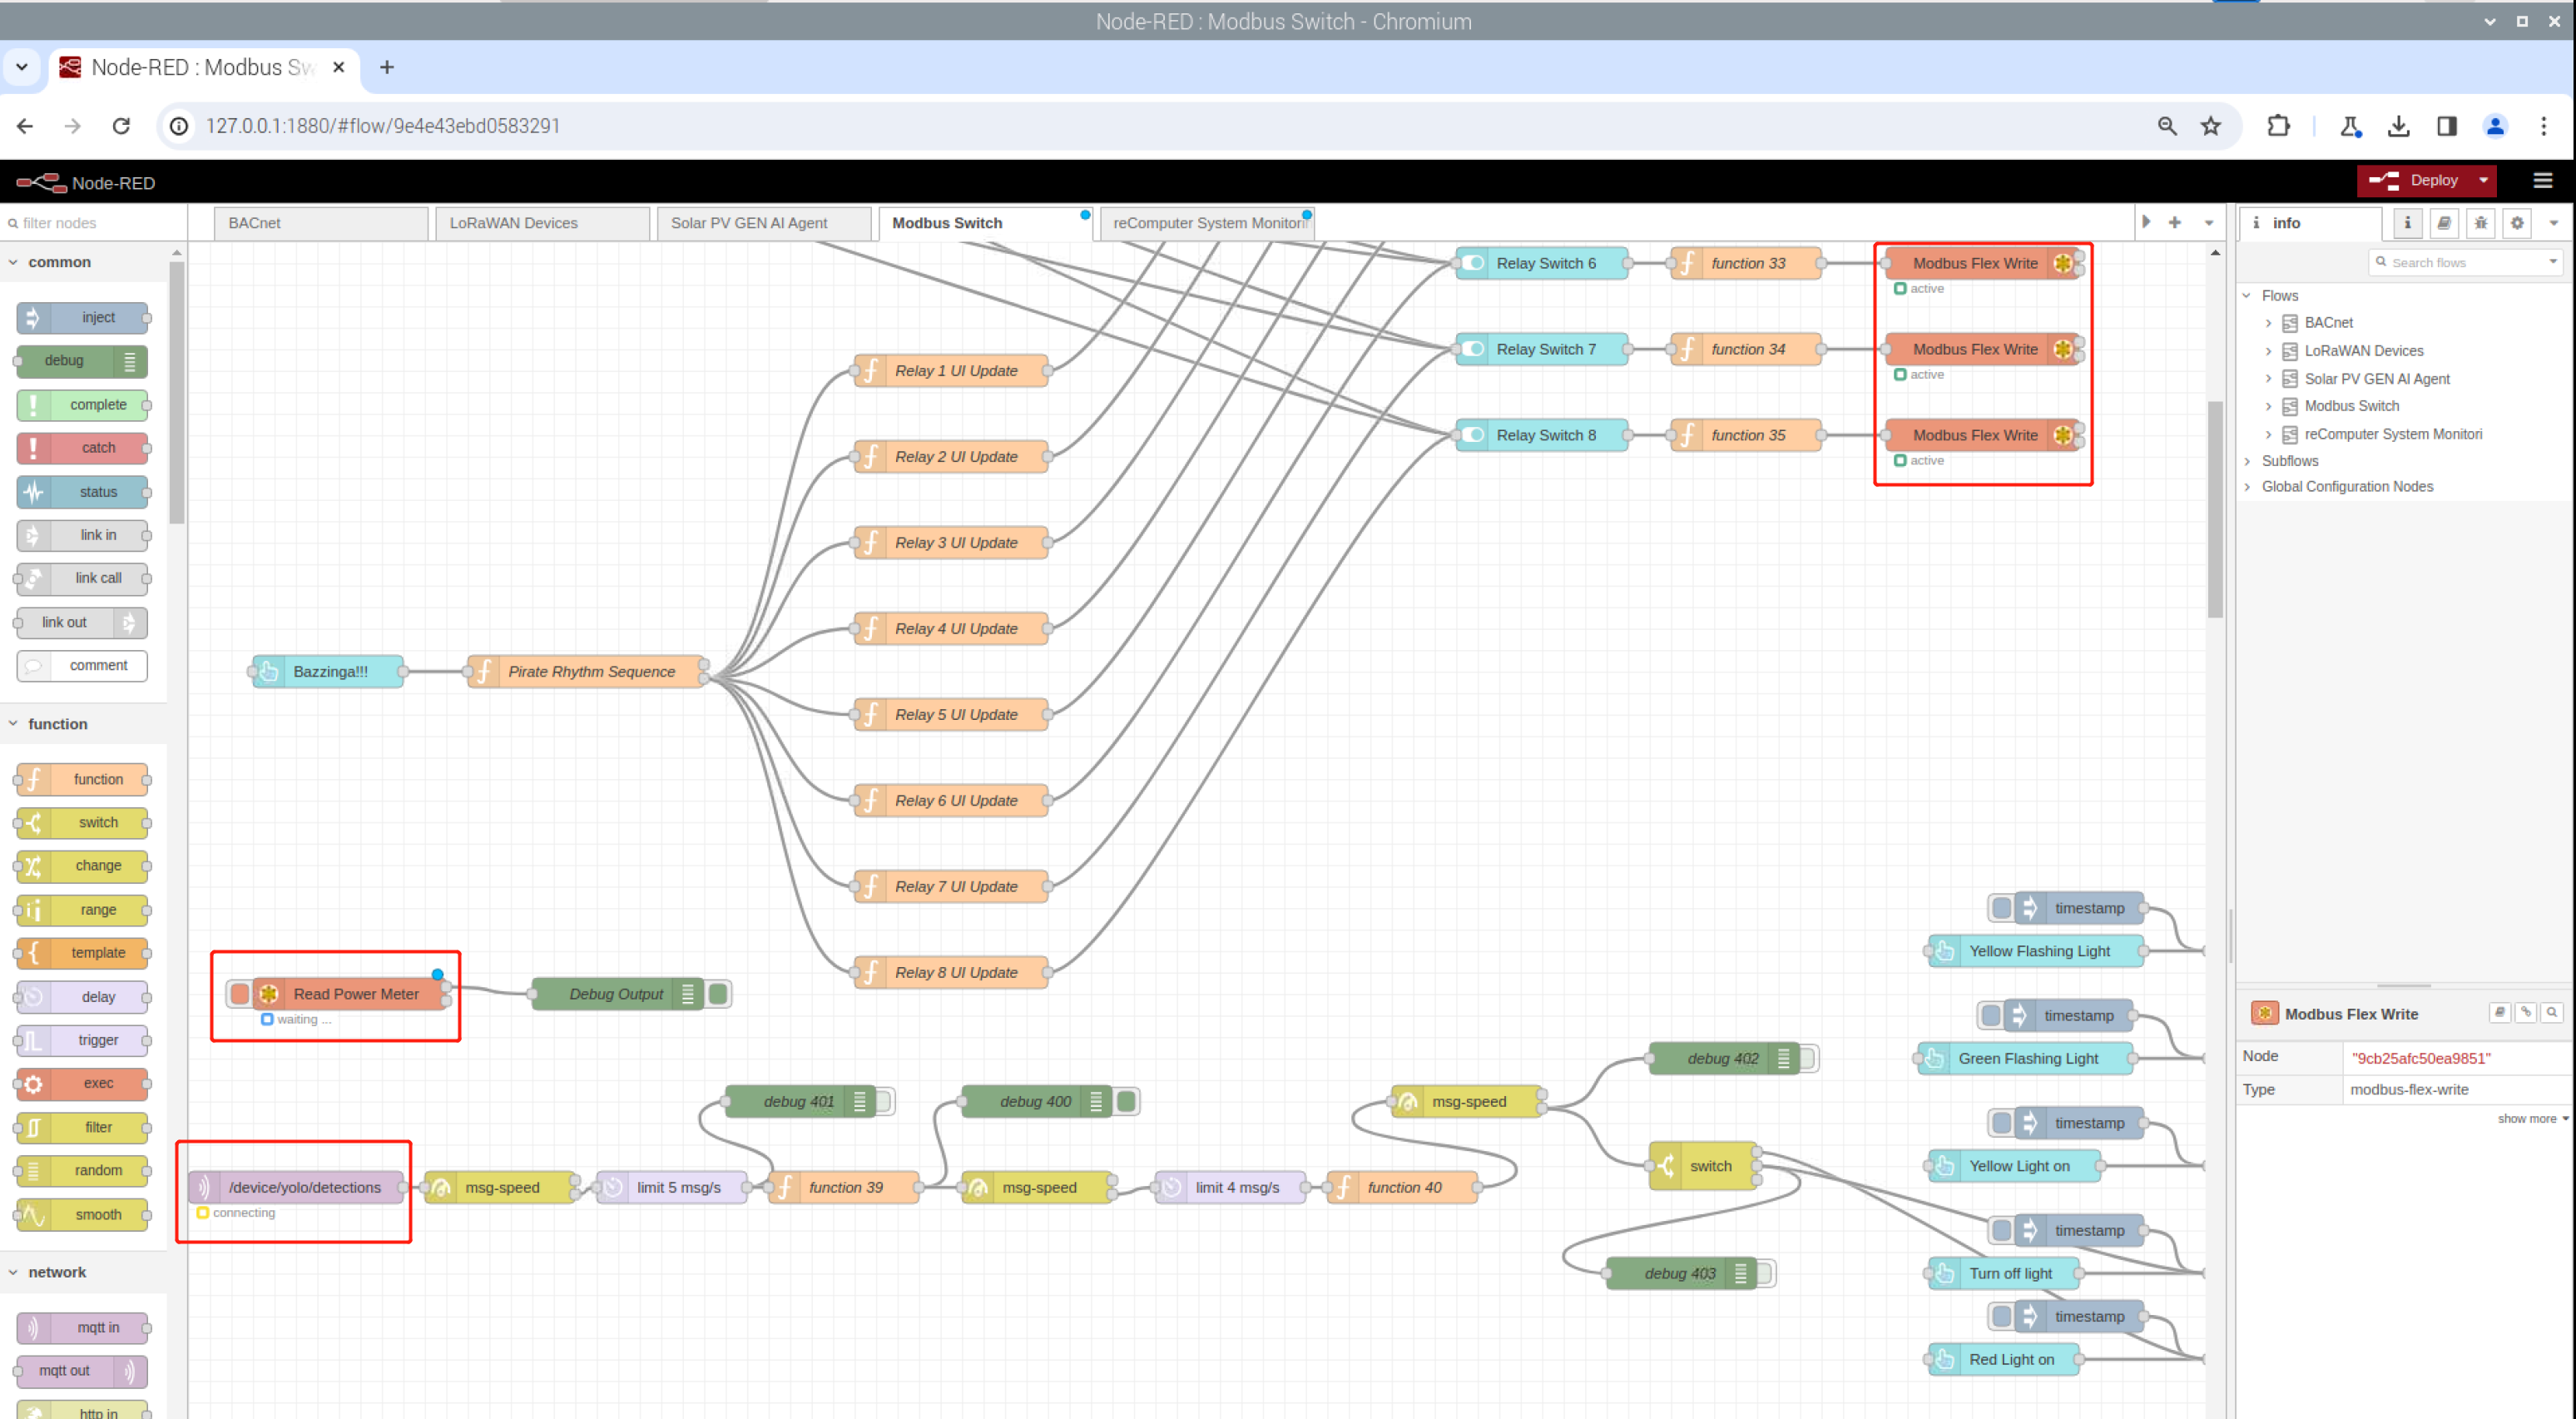 Node-RED : Modbus Switch - Chromium
Node-RED : Modbus Sw
127.0.0.1:1880/#flow/9e4e43ebd0583291
Node-RED
Deploy
filter nodes
BACnet
LoRaWAN Devices
Solar PV GEN AI Agent
Modbus Switch
reComputer System Monitori
info
common
inject
debug
complete
catch
status
link in
link call
link out
comment
function
function
switch
change
range
template
delay
trigger
exec
filter
random
smooth
network
mqtt in
mqtt out
http in
Relay Switch 6
function 33
Modbus Flex Write
active
Relay Switch 7
function 34
Modbus Flex Write
active
Relay Switch 8
function 35
Modbus Flex Write
active
Relay 1 UI Update
Relay 2 UI Update
Relay 3 UI Update
Relay 4 UI Update
Bazzinga!!!
Pirate Rhythm Sequence
Relay 5 UI Update
Relay 6 UI Update
Relay 7 UI Update
Relay 8 UI Update
Read Power Meter
waiting ...
Debug Output
debug 401
debug 400
/device/yolo/detections
connecting
msg-speed
limit 5 msg/s
function 39
msg-speed
limit 4 msg/s
function 40
msg-speed
debug 402
switch
debug 403
timestamp
Yellow Flashing Light
timestamp
Green Flashing Light
timestamp
Yellow Light on
timestamp
Turn off light
timestamp
Red Light on
Search flows
Flows
BACnet
LoRaWAN Devices
Solar PV GEN AI Agent
Modbus Switch
reComputer System Monitori
Subflows
Global Configuration Nodes
Modbus Flex Write
Node "9cb25afc50ea9851"
Type modbus-flex-write
show more